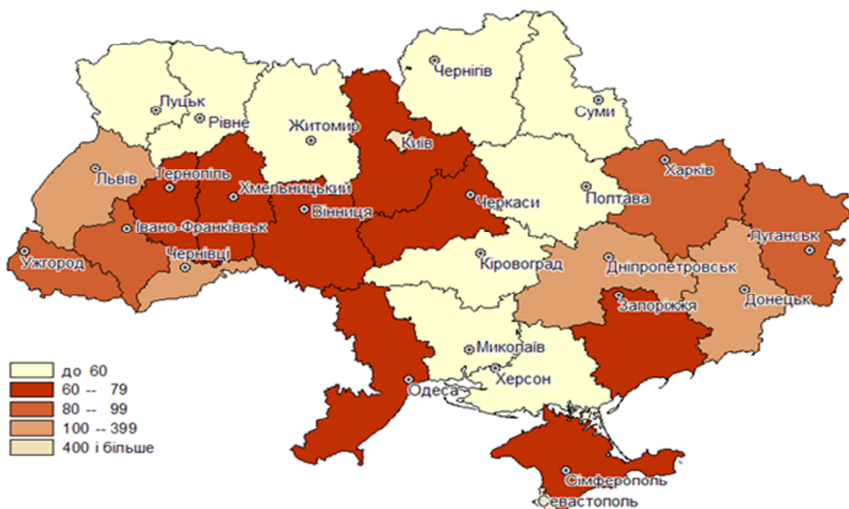 Чернігів
Луцьк
Рівне
Суми
Житомир
Київ
Львів
Тернопіль
Хмельницький
Харків
Черкаси
Полтава
Вінниця
Івано-Франківськ
Луганськ
Ужгород
Чернівці
Кіровоград
Дніпропетровськ
Запоріжжя
Донецьк
Миколаїв
Херсон
Одеса
до 60
60 -- 79
80 -- 99
100 -- 399
400 і більше
Сімферополь
Севастополь